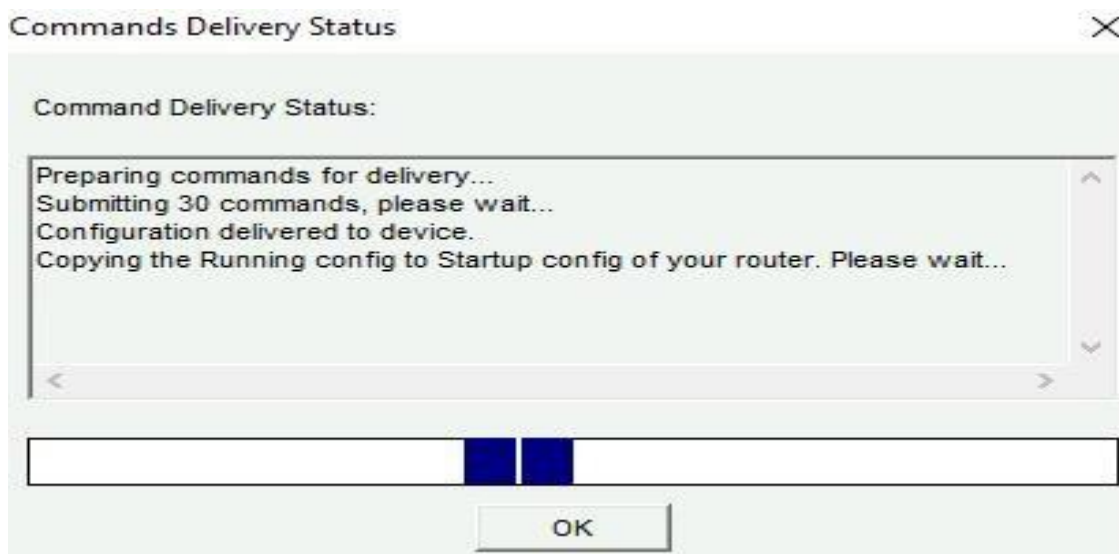 Commands Delivery Status
Command Delivery Status:
Preparing commands for delivery...
Submitting 30 commands, please wait...
Configuration delivered to device.
Copying the Running config to Startup config of your router. Please wait...
OK